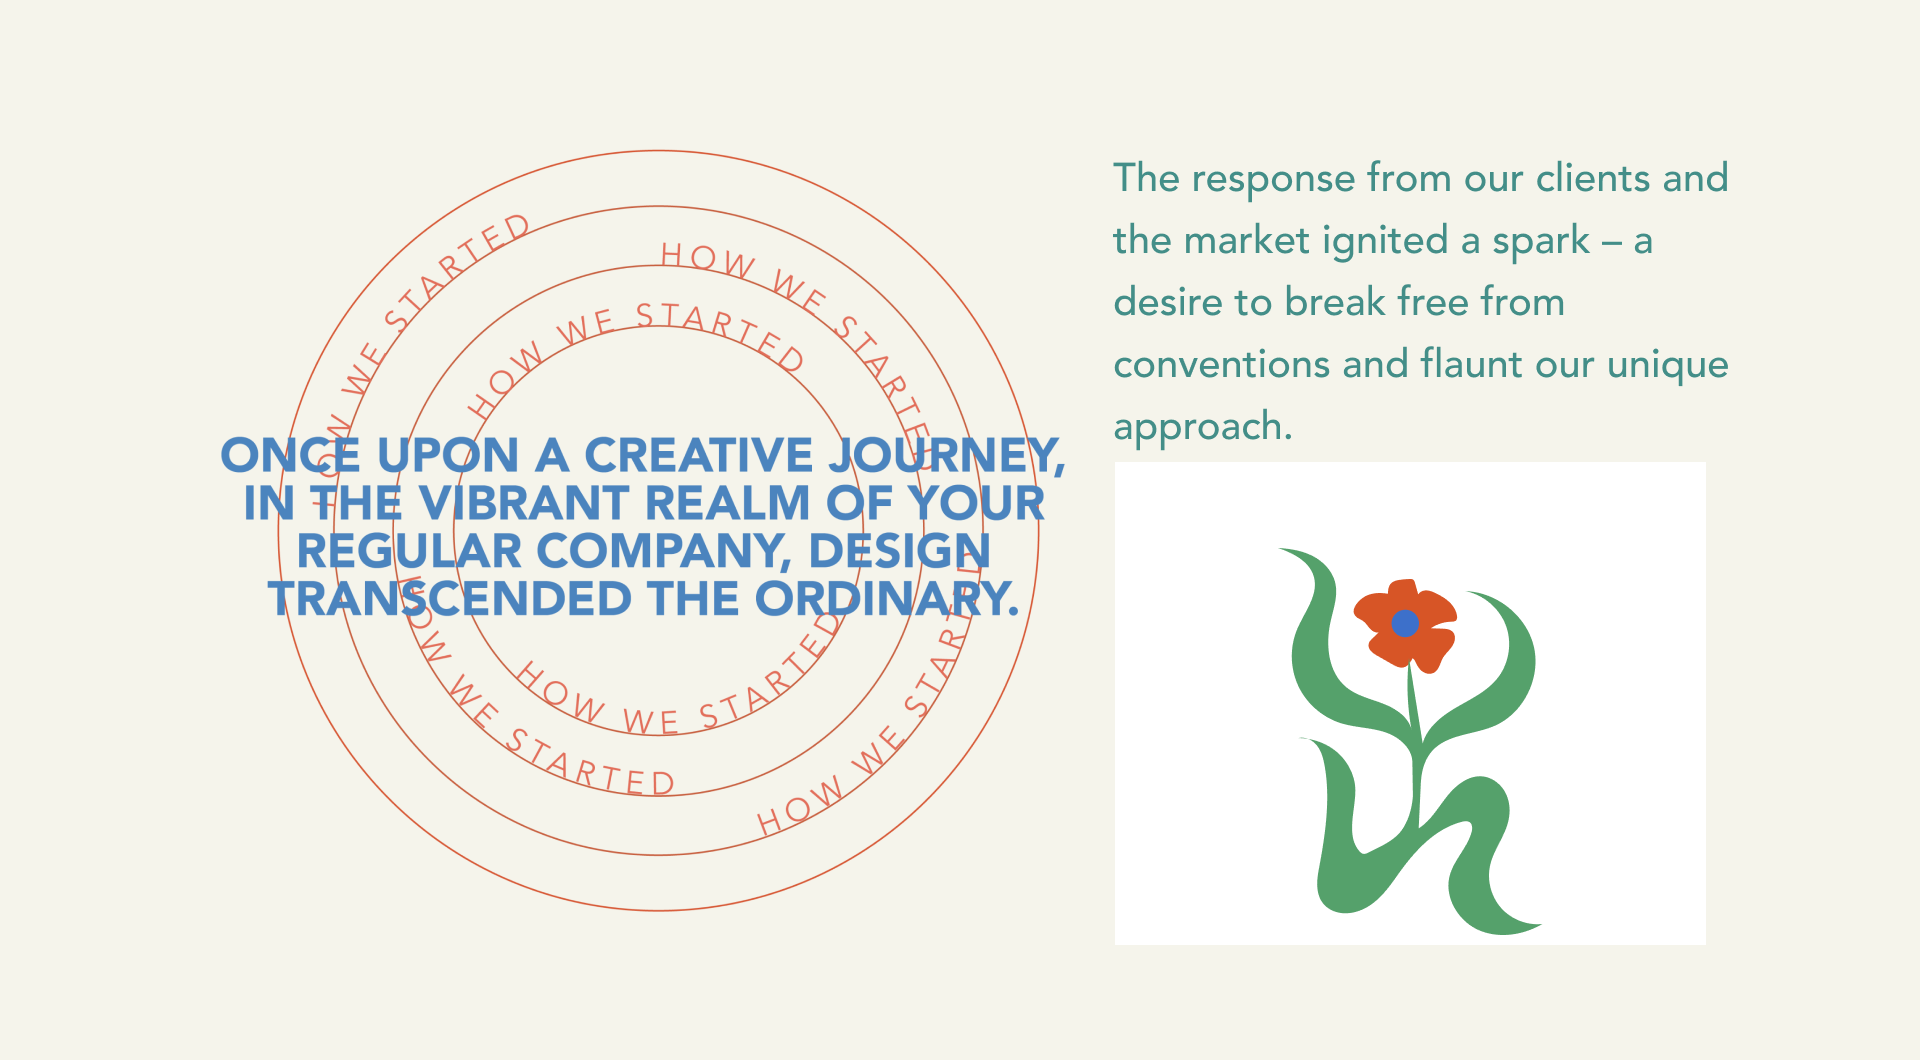 HOW WE STARTED
HOW WE STARTED
HOW WE STARTED
ONCE UPON A CREATIVE JOURNEY,
IN THE VIBRANT REALM OF YOUR
REGULAR COMPANY, DESIGN
TRANSCENDED THE ORDINARY.
HOW WE STARTED
HOW WE STARTED
HOW WE STARTED
The response from our clients and
the market ignited a spark – a
desire to break free from
conventions and flaunt our unique
approach.